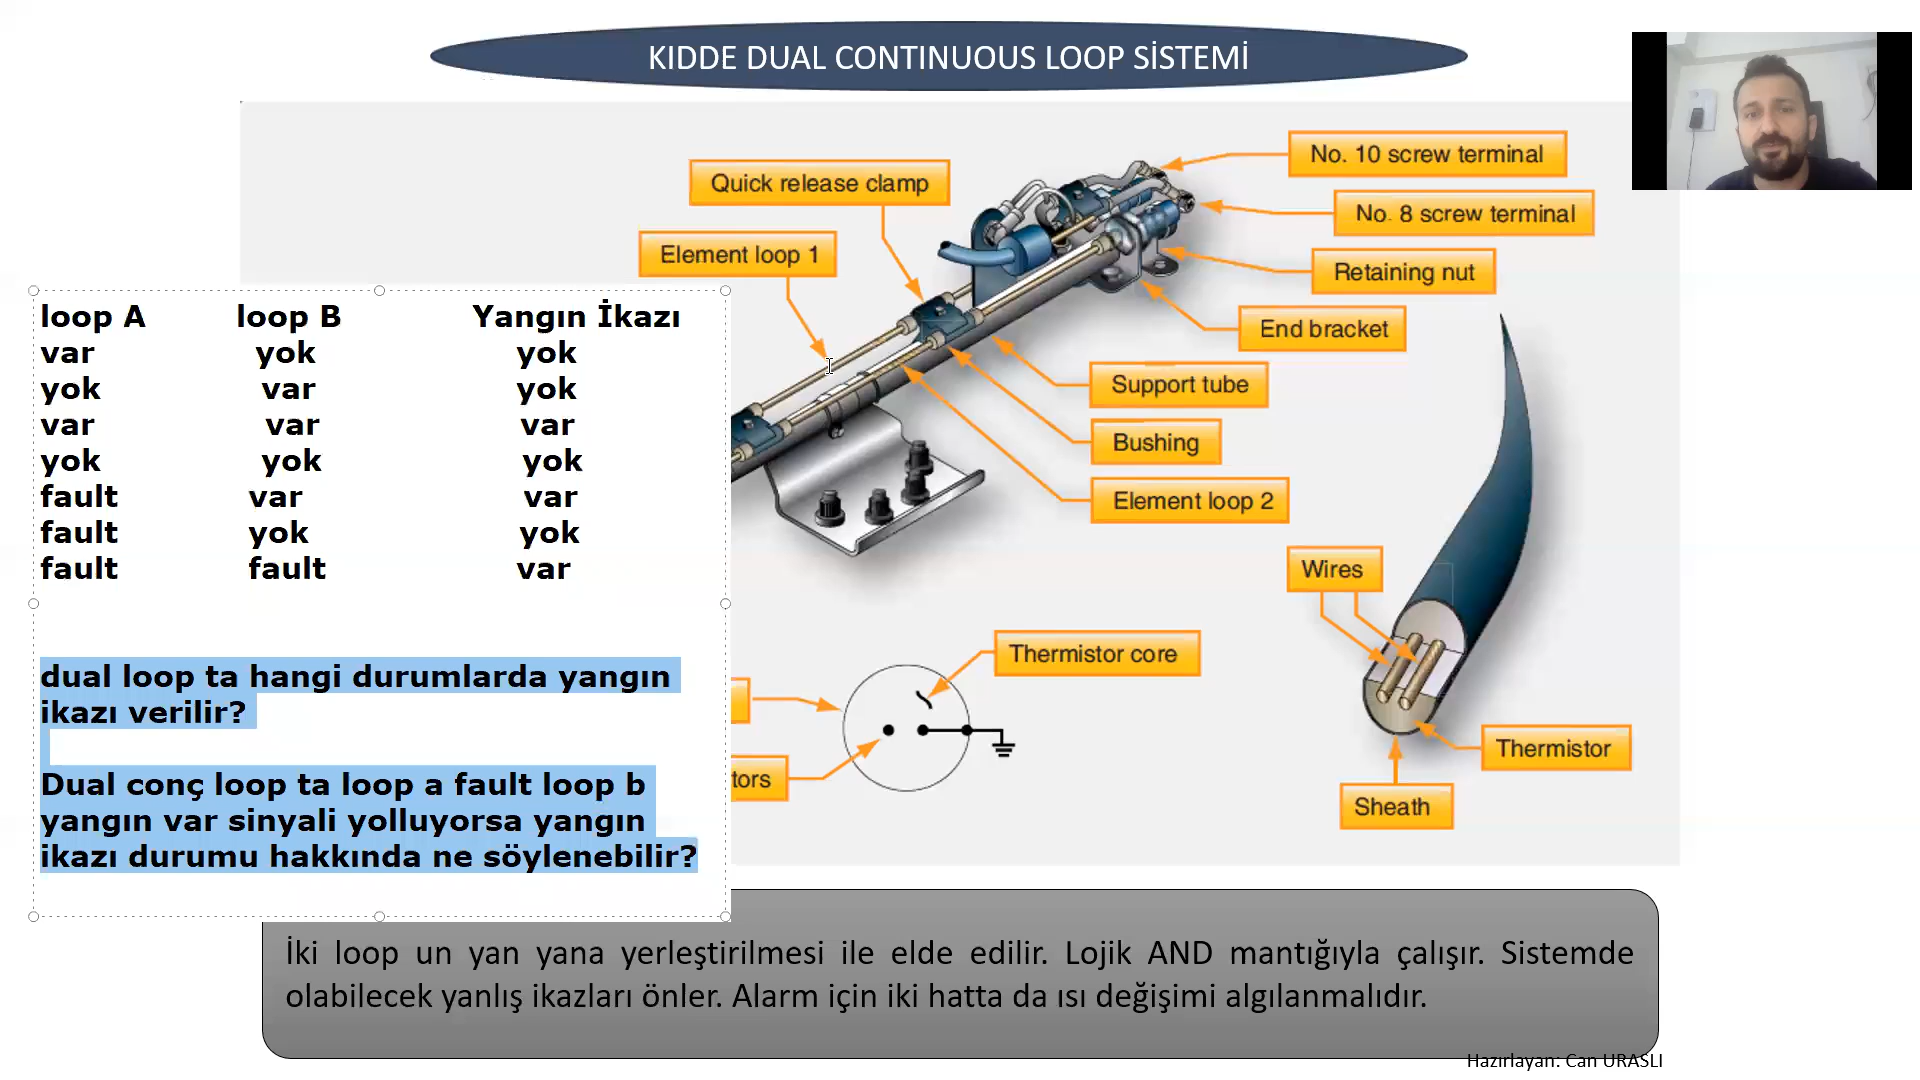 KIDDE DUAL CONTINUOUS LOOP SİSTEMİ
No. 10 screw terminal
Quick release clamp
No. 8 screw terminal
Element loop 1
Retaining nut
End bracket
Support tube
Bushing
Element loop 2
loop A loop B Yangın İkazı
var yok yok
yok var yok
var var var
yok yok yok
fault var var
fault yok yok
fault fault var
Wires
Thermistor core
dual loop ta hangi durumlarda yangın
ikazı verilir?
Dual conç loop ta loop a fault loop b
yangın var sinyali yolluyorsa yangın
ikazı durumu hakkında ne söylenebilir?
tors
Thermistor
Sheath
İki loop un yan yana yerleştirilmesi ile elde edilir. Lojik AND mantığıyla çalışır. Sistemde
olabilecek yanlış ikazları önler. Alarm için iki hatta da ısı değişimi algılanmalıdır.
Hazırlayan: Can URASLI